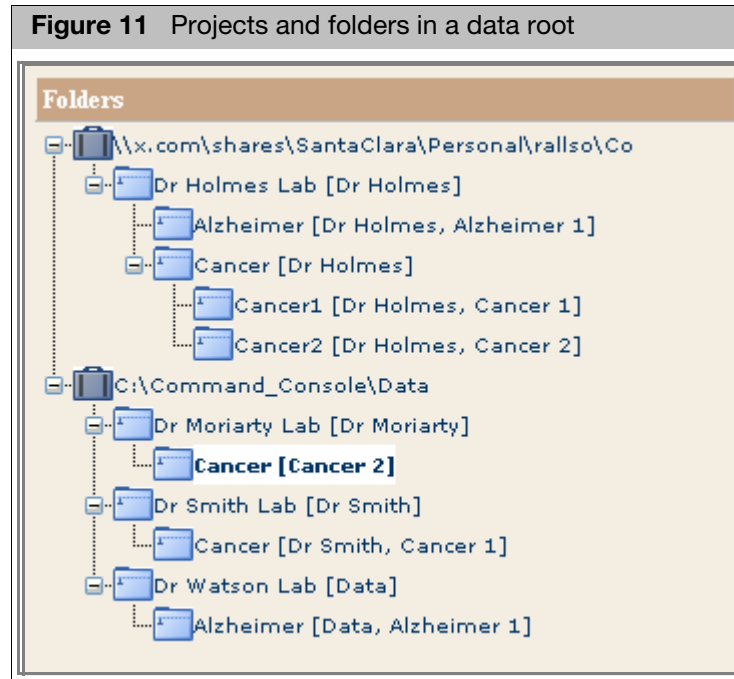 Figure 11 Projects and folders in a data root
Folders
\\x.com\shares\SantaClara\Personal\rallso\Co
Dr Holmes Lab [Dr Holmes]
Alzheimer [Dr Holmes, Alzheimer 1]
Cancer [Dr Holmes]
Cancer1 [Dr Holmes, Cancer 1]
Cancer2 [Dr Holmes, Cancer 2]
C:\Command_Console\Data
Dr Moriarty Lab [Dr Moriarty]
Cancer [Cancer 2]
Dr Smith Lab [Dr Smith]
Cancer [Dr Smith, Cancer 1]
Dr Watson Lab [Data]
Alzheimer [Data, Alzheimer 1]